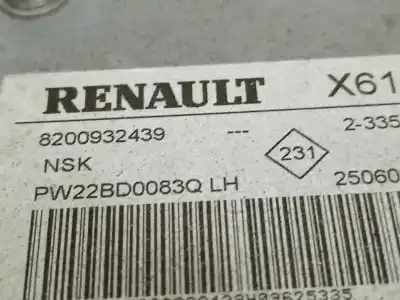 RENAULT X61
8200932439 --- 2-335
NSK 231
PW22BD0083Q LH 25060